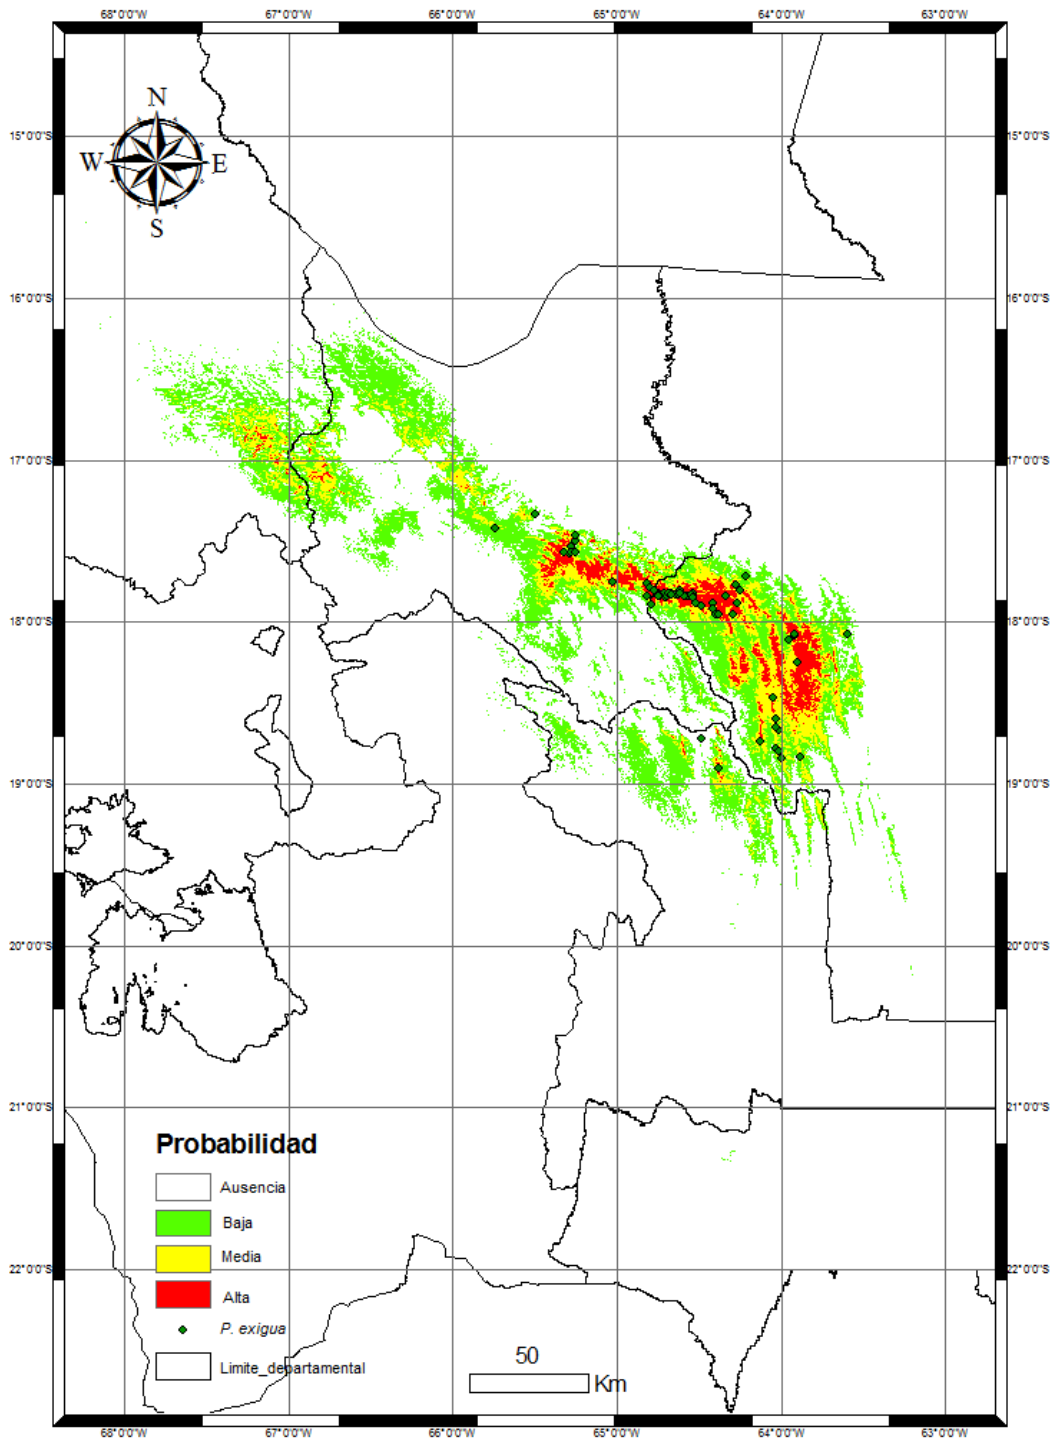 68°0'0"W 67°0'0"W 66°0'0"W 65°0'0"W 64°0'0"W 63°0'0"W
N
W E
S
15°0'0"S 15°0'0"S
16°0'0"S 16°0'0"S
17°0'0"S 17°0'0"S
18°0'0"S 18°0'0"S
19°0'0"S 19°0'0"S
20°0'0"S 20°0'0"S
21°0'0"S 21°0'0"S
22°0'0"S 22°0'0"S
Probabilidad
Ausencia
Baja
Media
Alta
P. exigua
Limite_departamental
50
Km
68°0'0"W 67°0'0"W 66°0'0"W 65°0'0"W 64°0'0"W 63°0'0"W